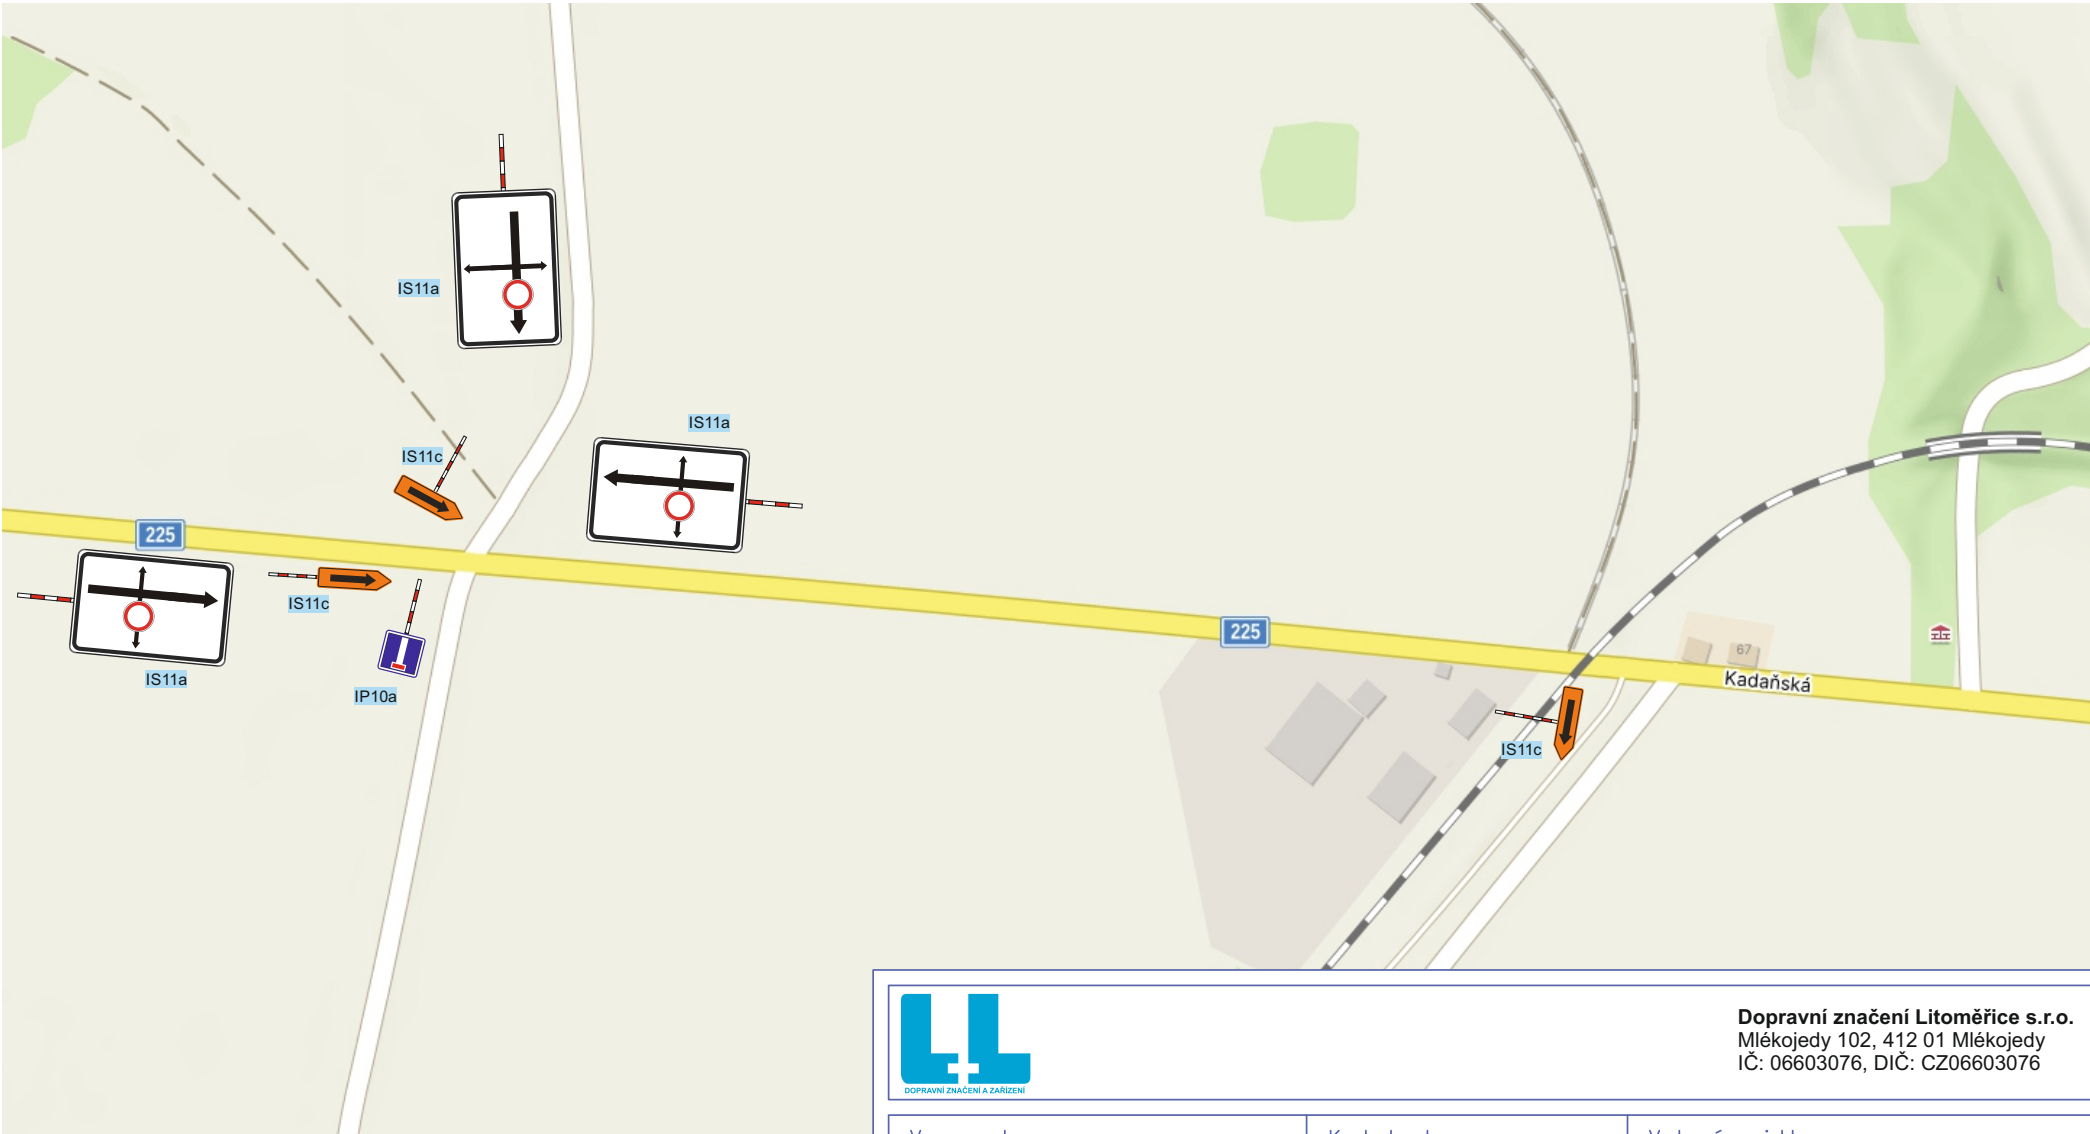 IS11a
IS11a
IS11c
225
IS11c
IS11a
IP10a
225
67
Kadaňská
IS11c
DOPRAVNÍ ZNAČENÍ A ZAŘÍZENÍ
Dopravní značení Litoměřice s.r.o.
Mlékojedy 102, 412 01 Mlékojedy
IČ: 06603076, DIČ: CZ06603076